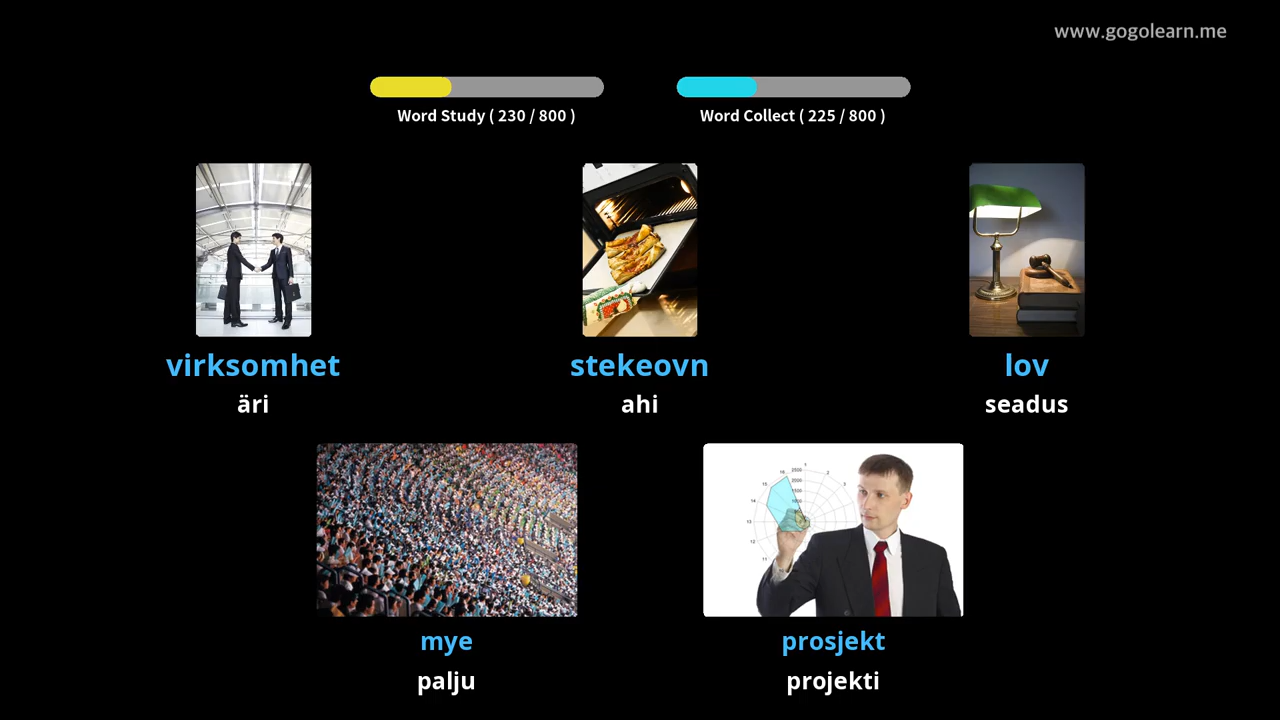 www.gogolearn.me
Word Study ( 230 / 800 )
Word Collect ( 225 / 800 )
virksomhet
äri
stekeovn
ahi
lov
seadus
mye
palju
prosjekt
projekti